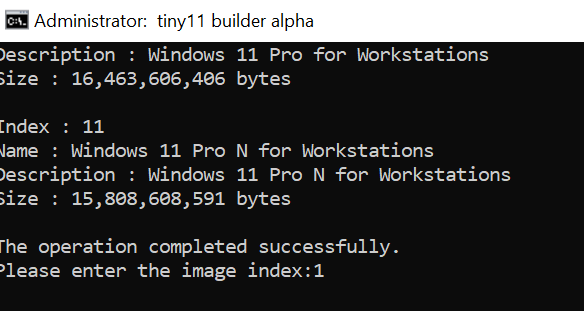 Administrator: tiny11 builder alpha
Description : Windows 11 Pro for Workstations
Size : 16,463,606,406 bytes
Index : 11
Name : Windows 11 Pro N for Workstations
Description : Windows 11 Pro N for Workstations
Size : 15,808,608,591 bytes
The operation completed successfully.
Please enter the image index:1